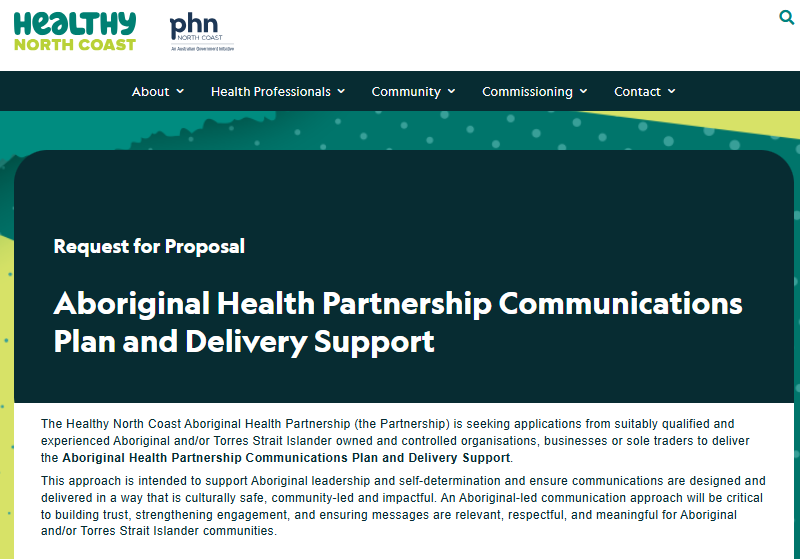 HEALTHY
NORTH COAST
phn
NORTH COAST
An Australian Government Initiative
About
Health Professionals
Community
Commissioning
Contact
Request for Proposal
Aboriginal Health Partnership Communications
Plan and Delivery Support
The Healthy North Coast Aboriginal Health Partnership (the Partnership) is seeking applications from suitably qualified and
experienced Aboriginal and/or Torres Strait Islander owned and controlled organisations, businesses or sole traders to deliver
the Aboriginal Health Partnership Communications Plan and Delivery Support.
This approach is intended to support Aboriginal leadership and self-determination and ensure communications are designed and
delivered in a way that is culturally safe, community-led and impactful. An Aboriginal-led communication approach will be critical
to building trust, strengthening engagement, and ensuring messages are relevant, respectful, and meaningful for Aboriginal
and/or Torres Strait Islander communities.